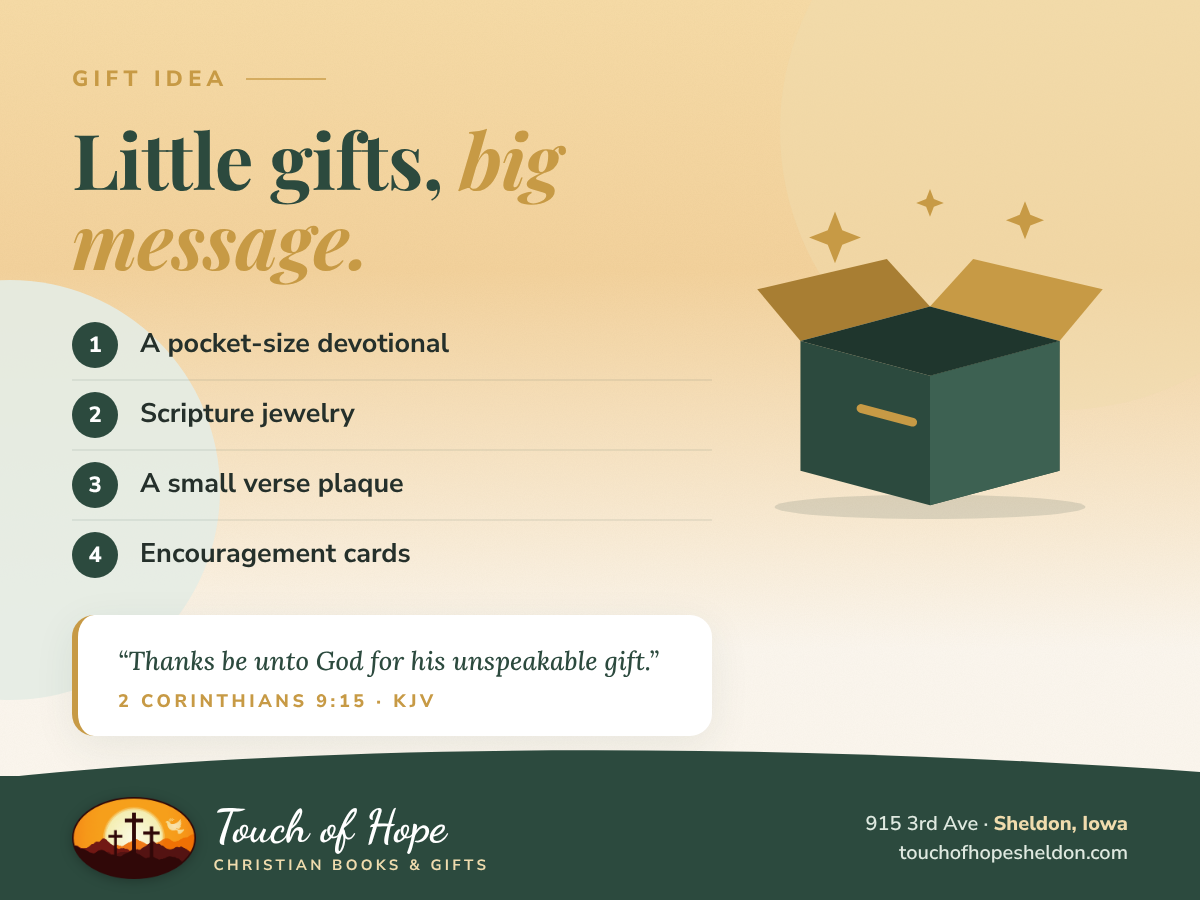 GIFT IDEA
Little gifts, big
message.
1 A pocket-size devotional
2 Scripture jewelry
3 A small verse plaque
4 Encouragement cards
“Thanks be unto God for his unspeakable gift.”
2 CORINTHIANS 9:15 · KJV
Touch of Hope
CHRISTIAN BOOKS & GIFTS
915 3rd Ave · Sheldon, Iowa
touchofhopesheldon.com